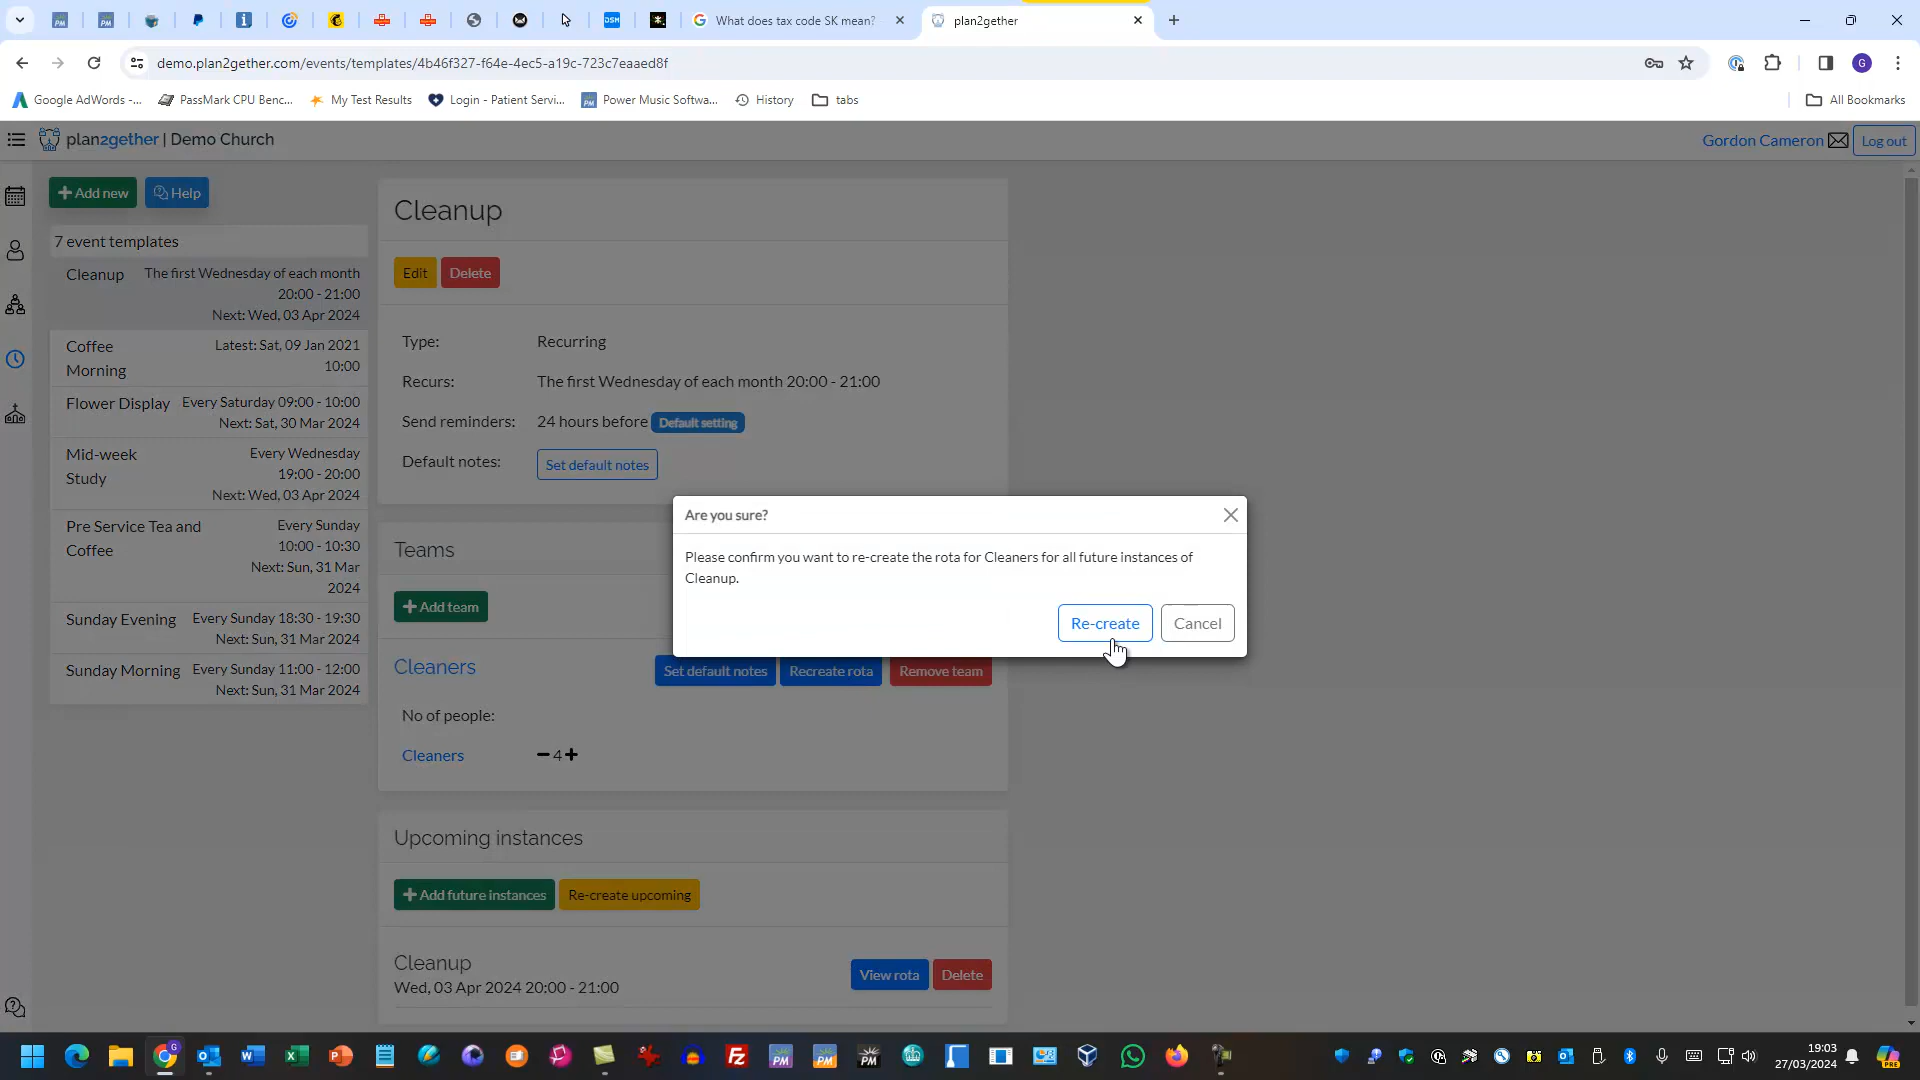 What does tax code SK mean?
plan2gether
demo.plan2gether.com/events/templates/4b46f327-f64e-4ec5-a19c-723c7eaaed8f
Google AdWords -...
PassMark CPU Benc...
My Test Results
Login - Patient Servi...
Power Music Softwa...
History
tabs
All Bookmarks
plan2gether | Demo Church
Gordon Cameron
Log out
Add new
Help
7 event templates
Cleanup
The first Wednesday of each month
20:00 - 21:00
Next: Wed, 03 Apr 2024
Coffee
Morning
Latest: Sat, 09 Jan 2021
10:00
Flower Display
Every Saturday 09:00 - 10:00
Next: Sat, 30 Mar 2024
Mid-week
Study
Every Wednesday
19:00 - 20:00
Next: Wed, 03 Apr 2024
Pre Service Tea and
Coffee
Every Sunday
10:00 - 10:30
Next: Sun, 31 Mar
2024
Sunday Evening
Every Sunday 18:30 - 19:30
Next: Sun, 31 Mar 2024
Sunday Morning
Every Sunday 11:00 - 12:00
Next: Sun, 31 Mar 2024
Cleanup
Edit
Delete
Type:
Recurring
Recurs:
The first Wednesday of each month 20:00 - 21:00
Send reminders:
24 hours before
Default setting
Default notes:
Set default notes
Are you sure?
Please confirm you want to re-create the rota for Cleaners for all future instances of
Cleanup.
Re-create
Cancel
Teams
Add team
Cleaners
Set default notes
Recreate rota
Remove team
No of people:
Cleaners
4
Upcoming instances
Add future instances
Re-create upcoming
Cleanup
Wed, 03 Apr 2024 20:00 - 21:00
View rota
Delete
19:03
27/03/2024